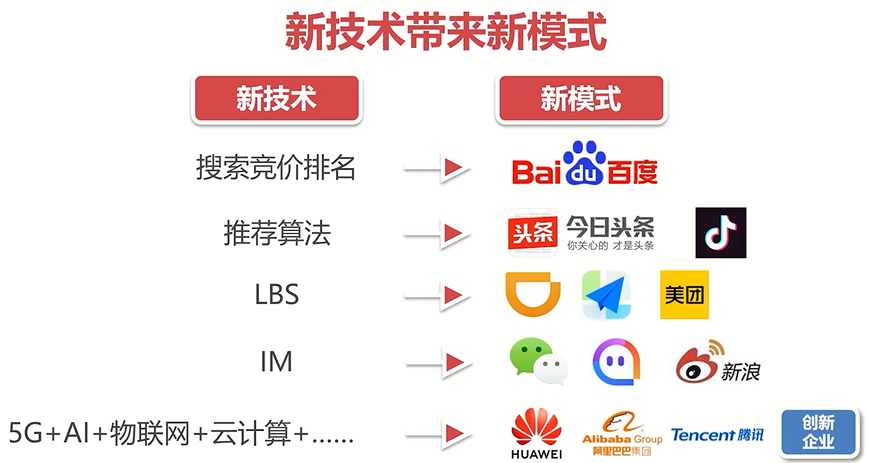 新技术带来新模式
新技术 新模式
搜索竞价排名 Bai du 百度
推荐算法 头条 今日头条
你关心的 才是头条
LBS 美团
IM 新浪
5G+AI+物联网+云计算+...... HUAWEI Alibaba Group
阿里巴巴集团 Tencent 腾讯 创新
企业